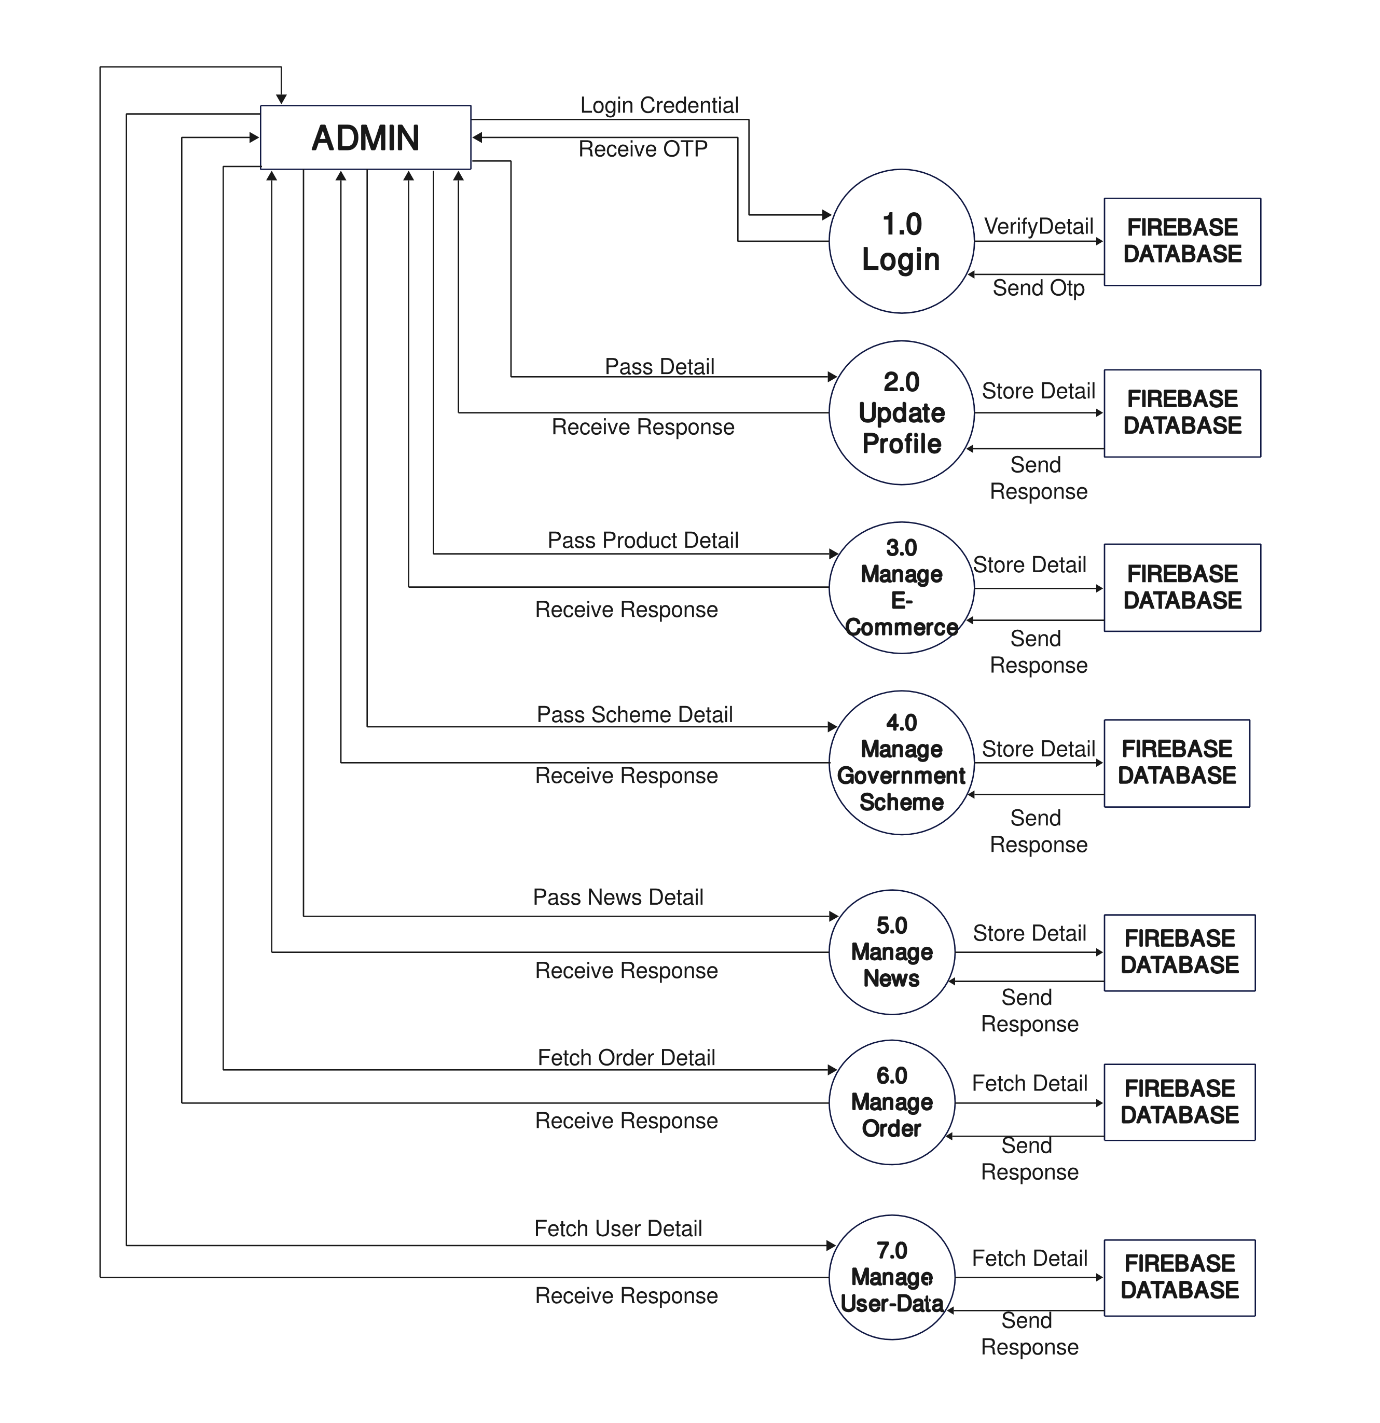 Login Credential
ADMIN
Receive OTP
1.0
Login
VerifyDetail
Send Otp
FIREBASE
DATABASE
Pass Detail
Receive Response
2.0
Update
Profile
Store Detail
Send
Response
FIREBASE
DATABASE
Pass Product Detail
Receive Response
3.0
Manage
E-
Commerce
Store Detail
Send
Response
FIREBASE
DATABASE
Pass Scheme Detail
Receive Response
4.0
Manage
Government
Scheme
Store Detail
Send
Response
FIREBASE
DATABASE
Pass News Detail
Receive Response
5.0
Manage
News
Store Detail
Send
Response
FIREBASE
DATABASE
Fetch Order Detail
Receive Response
6.0
Manage
Order
Fetch Detail
Send
Response
FIREBASE
DATABASE
Fetch User Detail
Receive Response
7.0
Manage
User-Data
Fetch Detail
Send
Response
FIREBASE
DATABASE